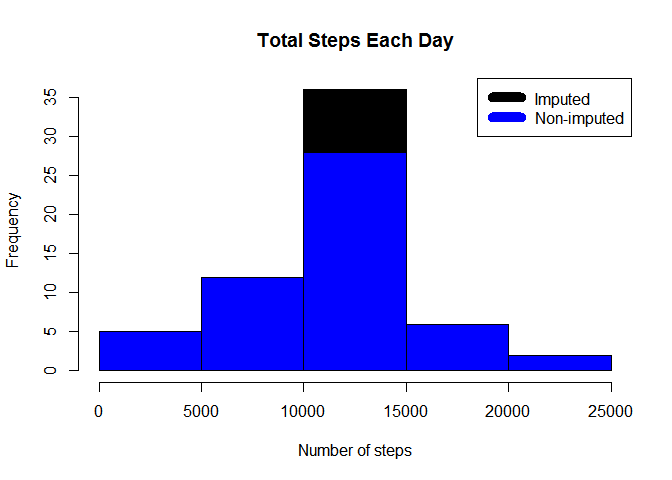 Total Steps Each Day
Imputed
Non-imputed
Frequency
35
30
25
20
15
10
5
0
0 5000 10000 15000 20000 25000
Number of steps